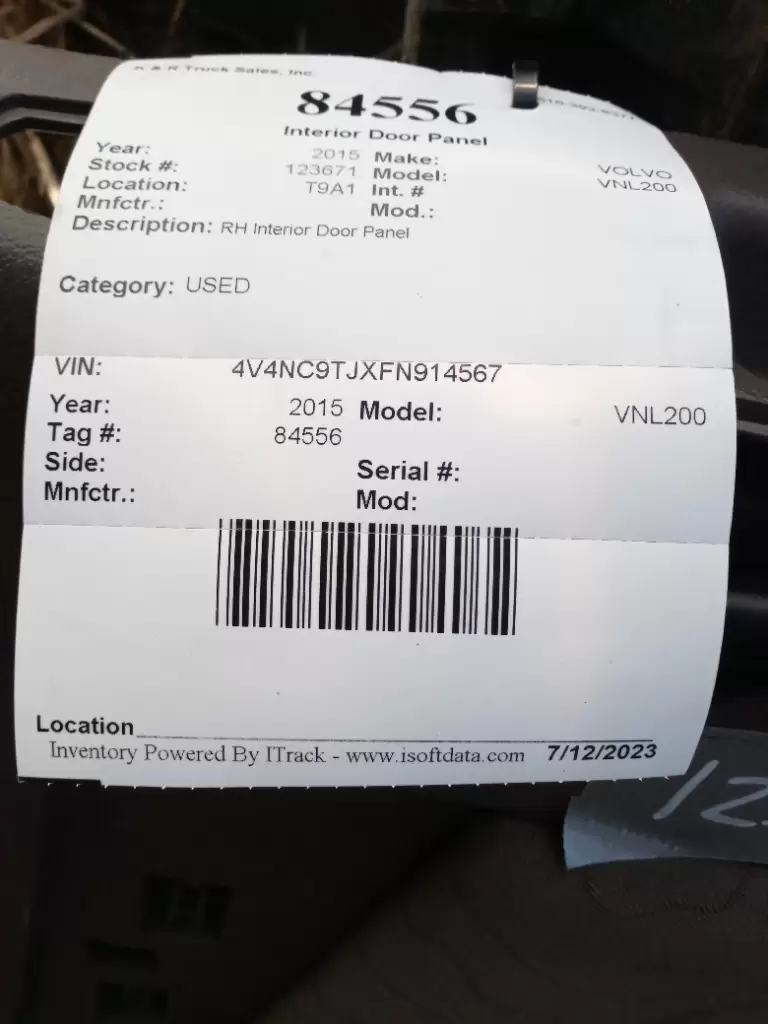 K & R Truck Sales, Inc.
84556
Interior Door Panel
Year: 2015 Make: VOLVO
Stock #: 123671 Model: VNL200
Location: T9A1 Int. #
Mnfctr.: Mod.:
Description: RH Interior Door Panel
Category: USED
VIN: 4V4NC9TJXFN914567
Year: 2015 Model: VNL200
Tag #: 84556
Side: Serial #:
Mnfctr.: Mod:
Location
Inventory Powered By ITrack - www.isoftdata.com 7/12/2023
12